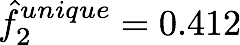 $\hat{f}_2^{unique} = 0.412$